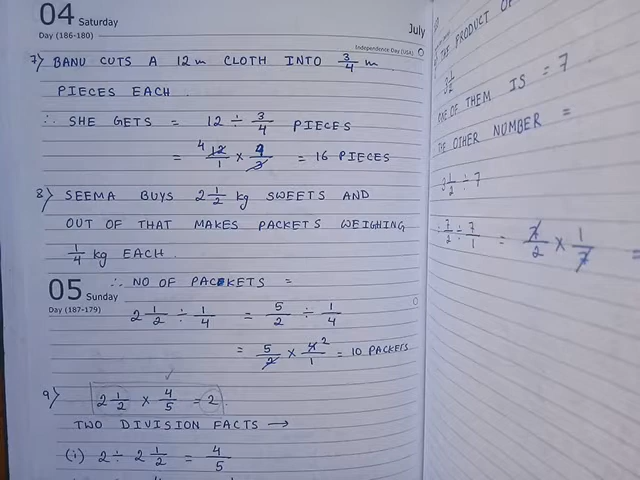 04 Saturday
Day (186-180)
July
Independence Day (USA)
7) BANU CUTS A 12 m CLOTH INTO 3/4 m
PIECES EACH.
∴ SHE GETS = 12 ÷ 3/4 PIECES
= 4 12/1 × 4/3 = 16 PIECES
8) SEEMA BUYS 2 1/2 kg SWEETS AND
OUT OF THAT MAKES PACKETS WEIGHING
1/4 kg EACH.
∴ NO OF PACKETS =
05 Sunday
Day (187-179)
2 1/2 ÷ 1/4 = 5/2 ÷ 1/4
= 5/2 × 4 2/1 = 10 PACKETS
9) 2 1/2 × 4/5 = 2
TWO DIVISION FACTS →
(i) 2 ÷ 2 1/2 = 4/5
THE PRODUCT OF
3 1/2
ONE OF THEM IS = 7
THE OTHER NUMBER =
3 1/2 ÷ 7
÷ 7/2 ÷ 7/1 = 7/2 × 1/7 =